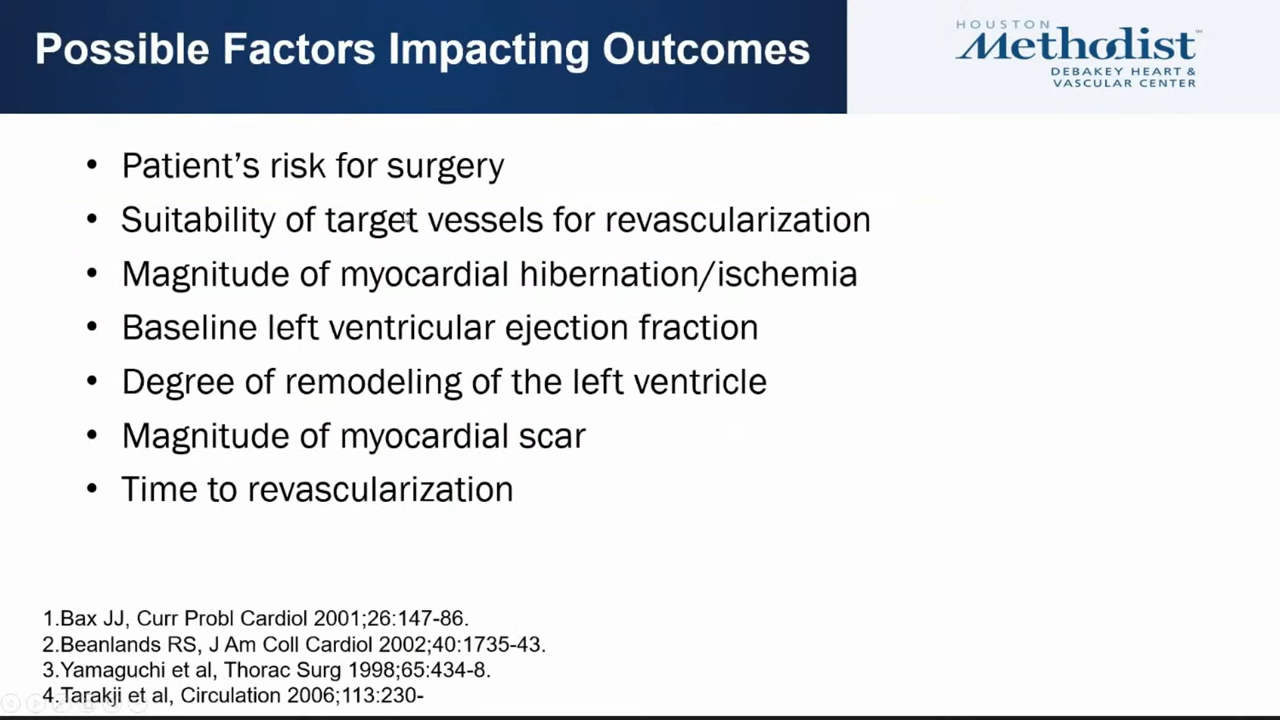 Possible Factors Impacting Outcomes
HOUSTON
Methodist
DEBAKEY HEART &
VASCULAR CENTER
• Patient's risk for surgery
• Suitability of target vessels for revascularization
• Magnitude of myocardial hibernation/ischemia
• Baseline left ventricular ejection fraction
• Degree of remodeling of the left ventricle
• Magnitude of myocardial scar
• Time to revascularization
1.Bax JJ, Curr Probl Cardiol 2001;26:147-86.
2.Beanlands RS, J Am Coll Cardiol 2002;40:1735-43.
3.Yamaguchi et al, Thorac Surg 1998;65:434-8.
4.Tarakji et al, Circulation 2006;113:230-